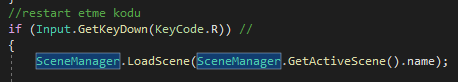 //restart etme kodu
if (Input.GetKeyDown(KeyCode.R)) //
{
SceneManager.LoadScene(SceneManager.GetActiveScene().name);